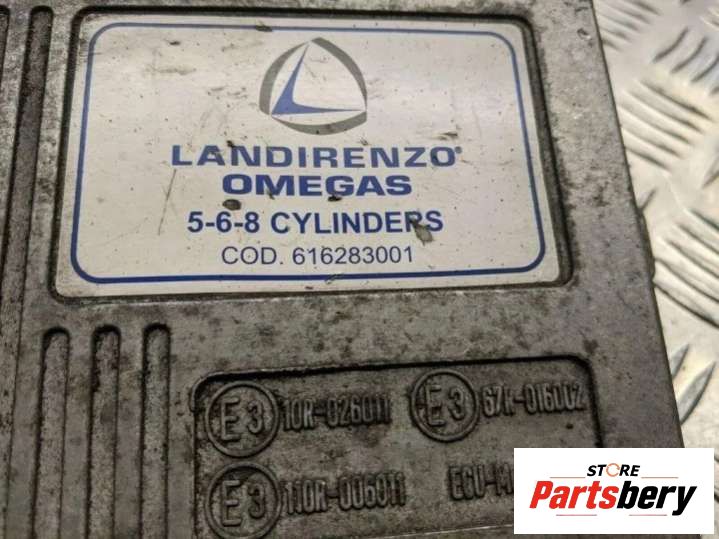 LANDIRENZO®
OMEGAS
5-6-8 CYLINDERS
COD. 616283001
E3 10R-026011 E3 67R-016002
E3 110R-006011
STORE
Partsbery